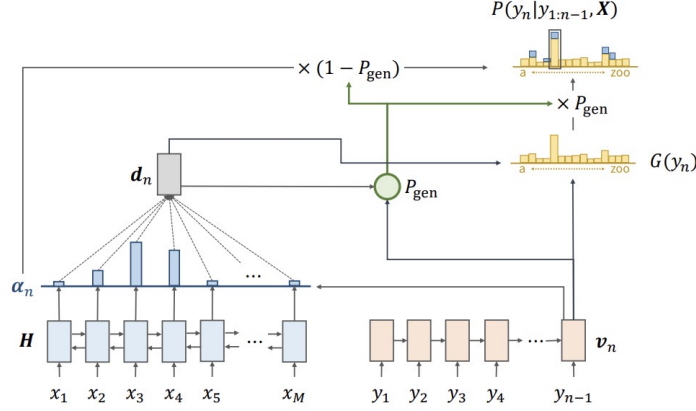 P(y_n|y_{1:n−1}, X)
× (1 − P_gen)
a zoo
× P_gen
d_n
G(y_n)
a zoo
P_gen
...
α_n
H ... ... v_n
x_1 x_2 x_3 x_4 x_5 x_M y_1 y_2 y_3 y_4 y_{n−1}